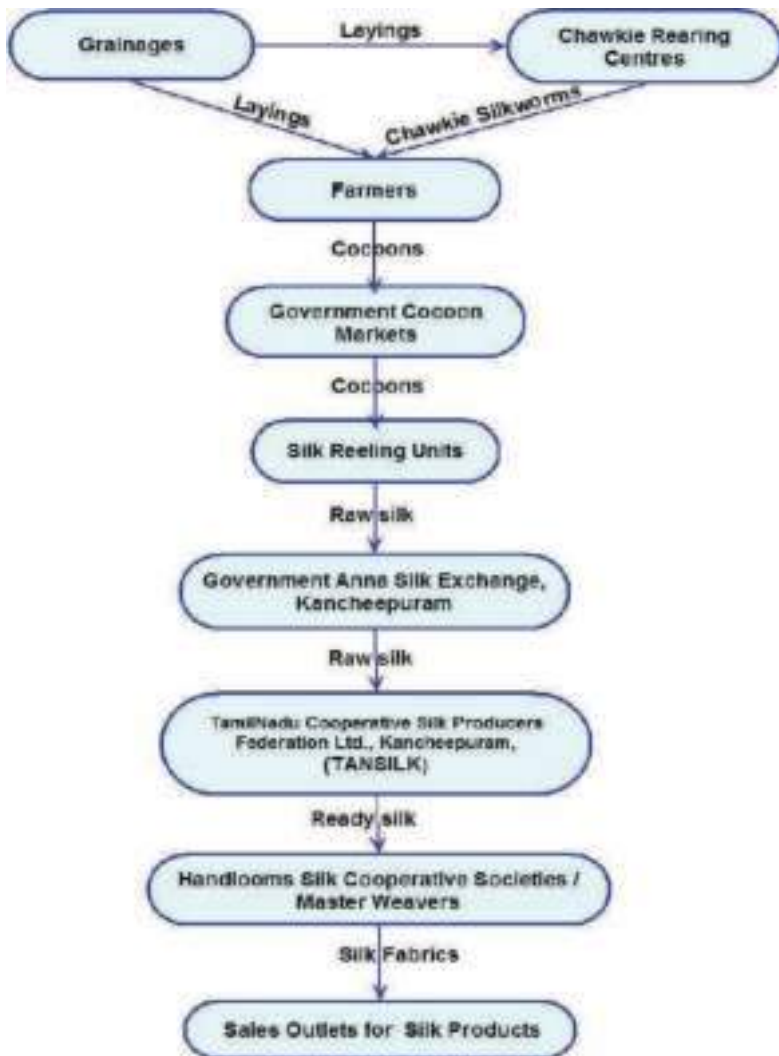 Grainages
Layings
Chawkie Rearing
Centres
Layings
Chawkie Silkworms
Farmers
Cocoons
Government Cocoon
Markets
Cocoons
Silk Reeling Units
Raw silk
Government Anna Silk Exchange,
Kancheepuram
Raw silk
TamilNadu Cooperative Silk Producers
Federation Ltd., Kancheepuram,
(TANSILK)
Ready silk
Handlooms Silk Cooperative Societies /
Master Weavers
Silk Fabrics
Sales Outlets for Silk Products